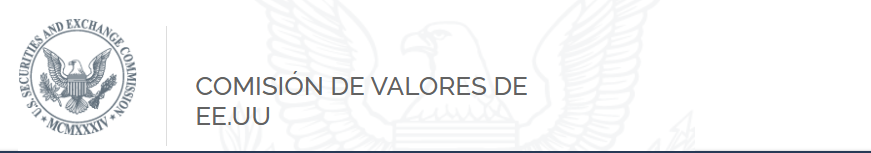 U.S. SECURITIES AND EXCHANGE COMMISSION
MCMXXXIV
COMISIÓN DE VALORES DE
EE.UU